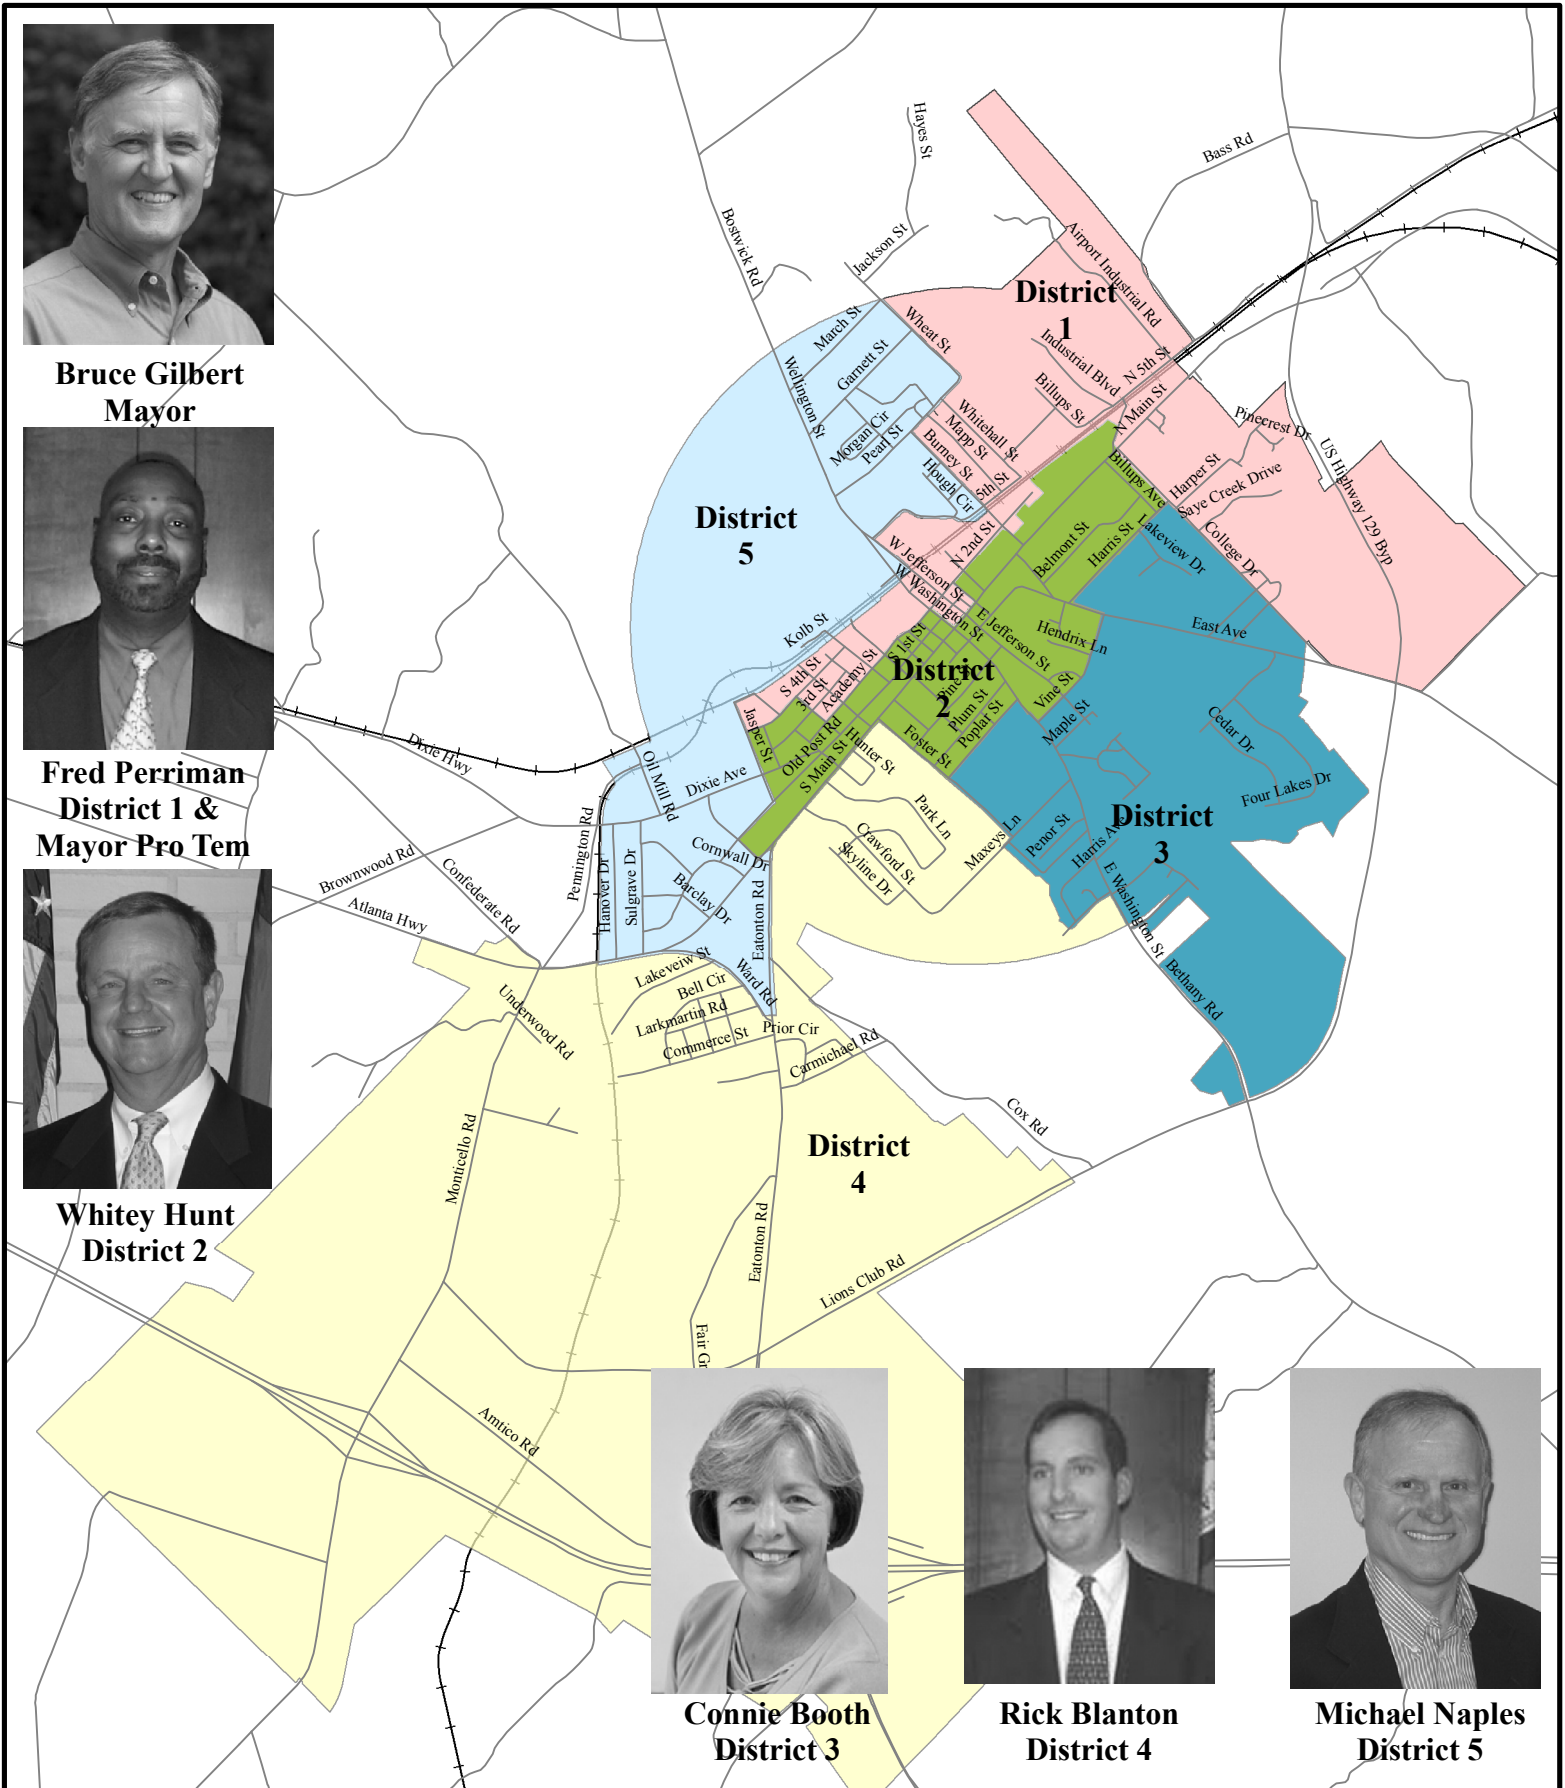 Bruce Gilbert
Mayor
Fred Perriman
District 1 &
Mayor Pro Tem
Whitey Hunt
District 2
Connie Booth
District 3
Rick Blanton
District 4
Michael Naples
District 5
District
1
District
5
District
2
District
3
District
4
Hayes St
Bass Rd
Bostwick Rd
Jackson St
Airport Industrial Rd
March St
Wheat St
Garnett St
Wellington St
Industrial Blvd
N 5th St
Billups St
N Main St
Pinecrest Dr
US Highway 129 Byp
Morgan Cir
Pearl St
Whitehall St
Mapp St
Burney St
Hough Cir
5th St
Billups Ave
Harper St
Saye Creek Drive
College Dr
Lakeview Dr
Harris St
Belmont St
N 2nd St
W Jefferson St
W Washington St
E Jefferson St
Hendrix Ln
East Ave
Kolb St
S 1st St
S 4th St
3rd St
Academy St
Pine St
Plum St
Poplar St
Vine St
Maple St
Cedar Dr
Four Lakes Dr
Jasper St
Old Post Rd
S Main St
Hunter St
Foster St
Dixie Hwy
Oil Mill Rd
Dixie Ave
Park Ln
Crawford St
Skyline Dr
Maxeys Ln
Penor St
Harris Ave
E Washington St
Bethany Rd
Brownwood Rd
Confederate Rd
Atlanta Hwy
Pennington Rd
Hanover Dr
Sulgrave Dr
Cornwall Dr
Barclay Dr
Eatonton Rd
Lakeveiw St
Bell Cir
Ward Rd
Larkmartin Rd
Commerce St
Prior Cir
Carmichael Rd
Underwood Rd
Monticello Rd
Cox Rd
Eatonton Rd
Lions Club Rd
Fair Gr
Amtico Rd